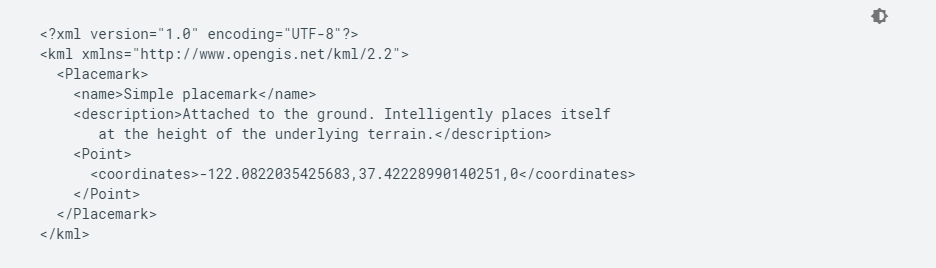 <?xml version="1.0" encoding="UTF-8"?>
<kml xmlns="http://www.opengis.net/kml/2.2">
  <Placemark>
    <name>Simple placemark</name>
    <description>Attached to the ground. Intelligently places itself
       at the height of the underlying terrain.</description>
    <Point>
      <coordinates>-122.0822035425683,37.42228990140251,0</coordinates>
    </Point>
  </Placemark>
</kml>